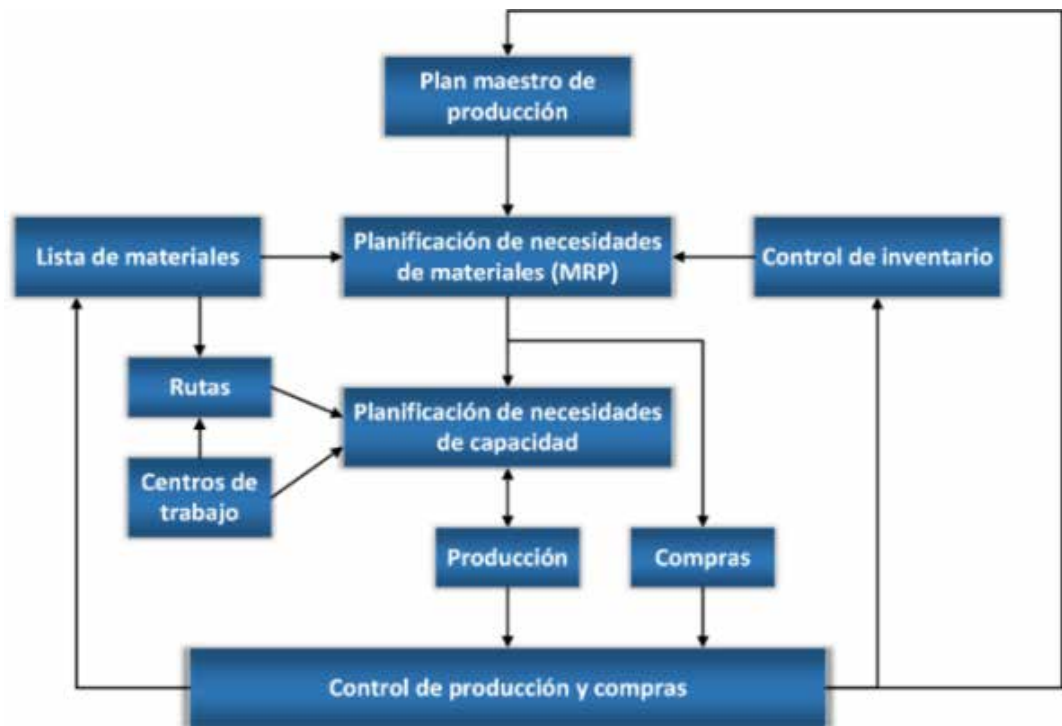 Plan maestro de
producción
Lista de materiales
Planificación de necesidades
de materiales (MRP)
Control de inventario
Rutas
Planificación de necesidades
de capacidad
Centros de
trabajo
Producción
Compras
Control de producción y compras